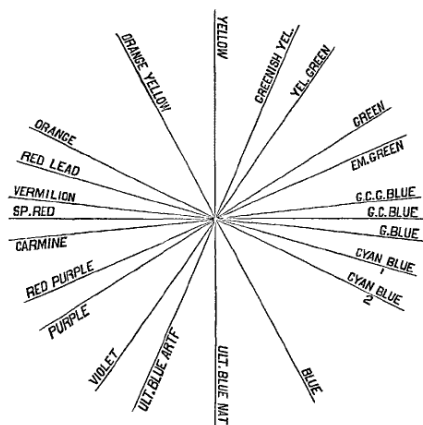 YELLOW
GREENISH YEL.
YEL. GREEN
GREEN
EM. GREEN
G.C.G. BLUE
G.C. BLUE
G. BLUE
CYAN BLUE
1
CYAN BLUE
2
BLUE
ULT. BLUE NAT
ULT. BLUE ARTF
VIOLET
PURPLE
RED PURPLE
CARMINE
SP. RED
VERMILION
RED LEAD
ORANGE
ORANGE YELLOW